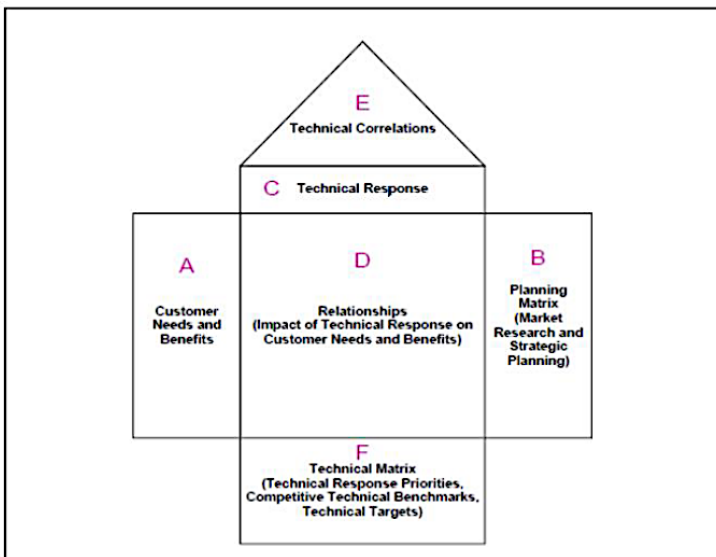 E
Technical Correlations
C Technical Response
A
Customer
Needs and
Benefits
D
Relationships
(Impact of Technical Response on
Customer Needs and Benefits)
B
Planning
Matrix
(Market
Research and
Strategic
Planning)
F
Technical Matrix
(Technical Response Priorities,
Competitive Technical Benchmarks,
Technical Targets)